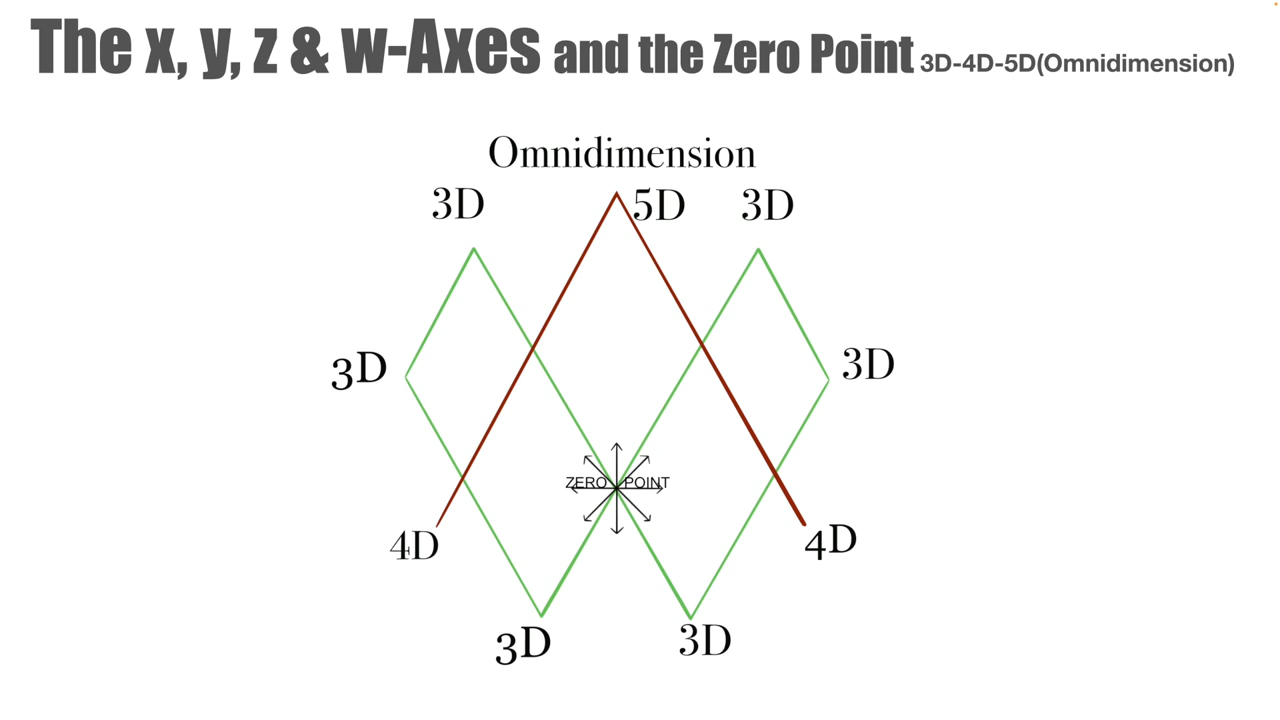 The x, y, z & w-Axes and the Zero Point 3D-4D-5D(Omnidimension)
Omnidimension
3D 5D 3D
3D 3D
ZERO POINT
4D 4D
3D 3D